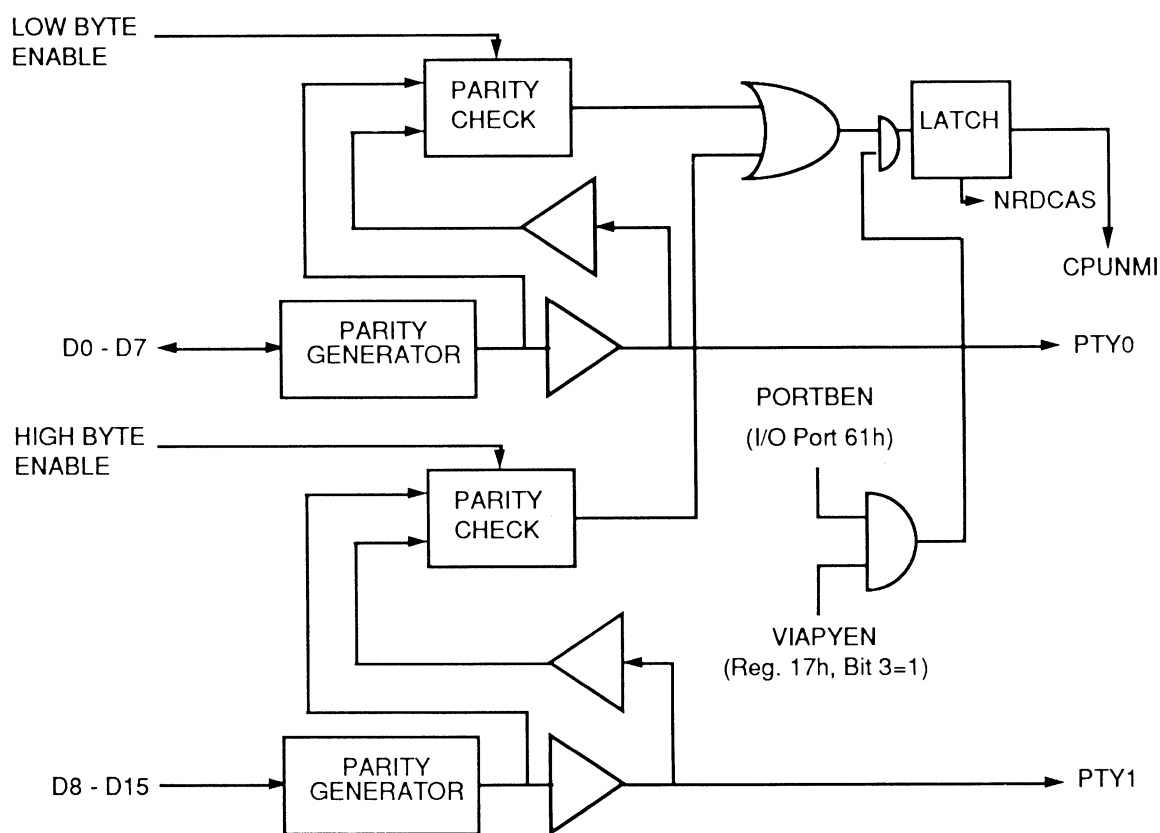 LOW BYTE
ENABLE
PARITY
CHECK
LATCH
NRDCAS
CPUNMI
D0 - D7
PARITY
GENERATOR
PTY0
PORTBEN
(I/O Port 61h)
HIGH BYTE
ENABLE
PARITY
CHECK
VIAPYEN
(Reg. 17h, Bit 3=1)
D8 - D15
PARITY
GENERATOR
PTY1